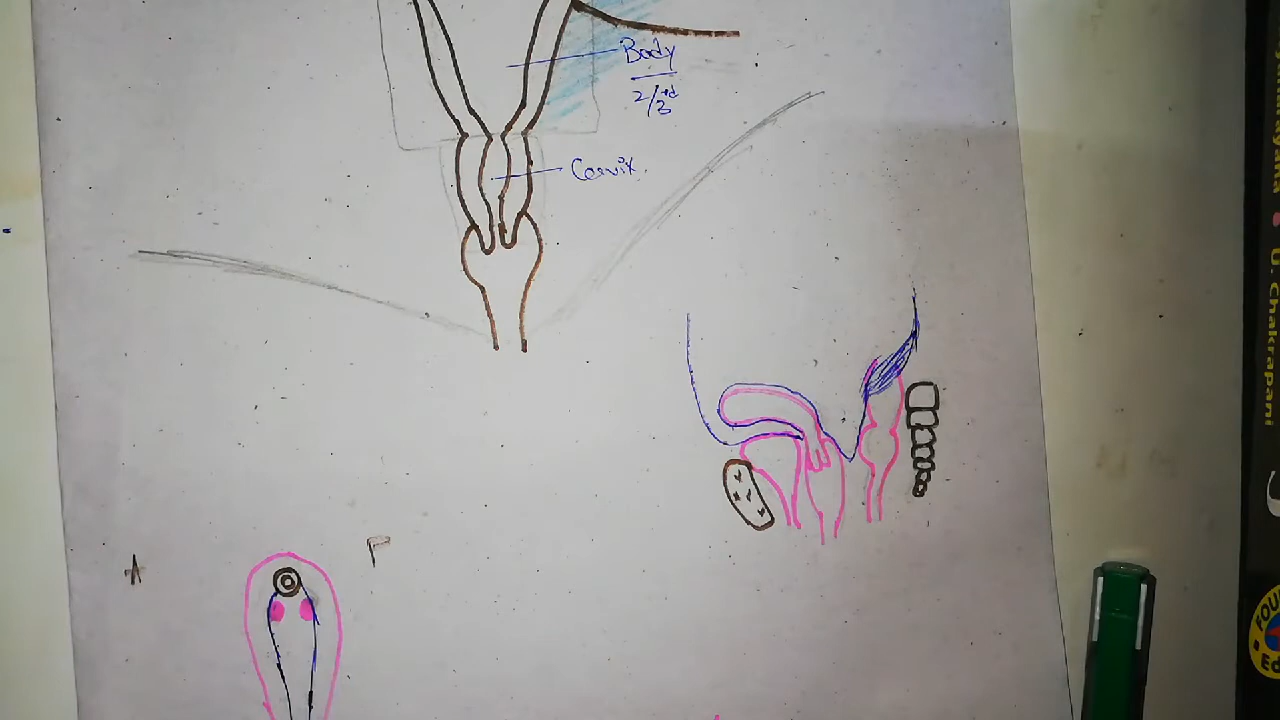 Body
2/3rd
Cervix.
A
P
U. Chakrapani